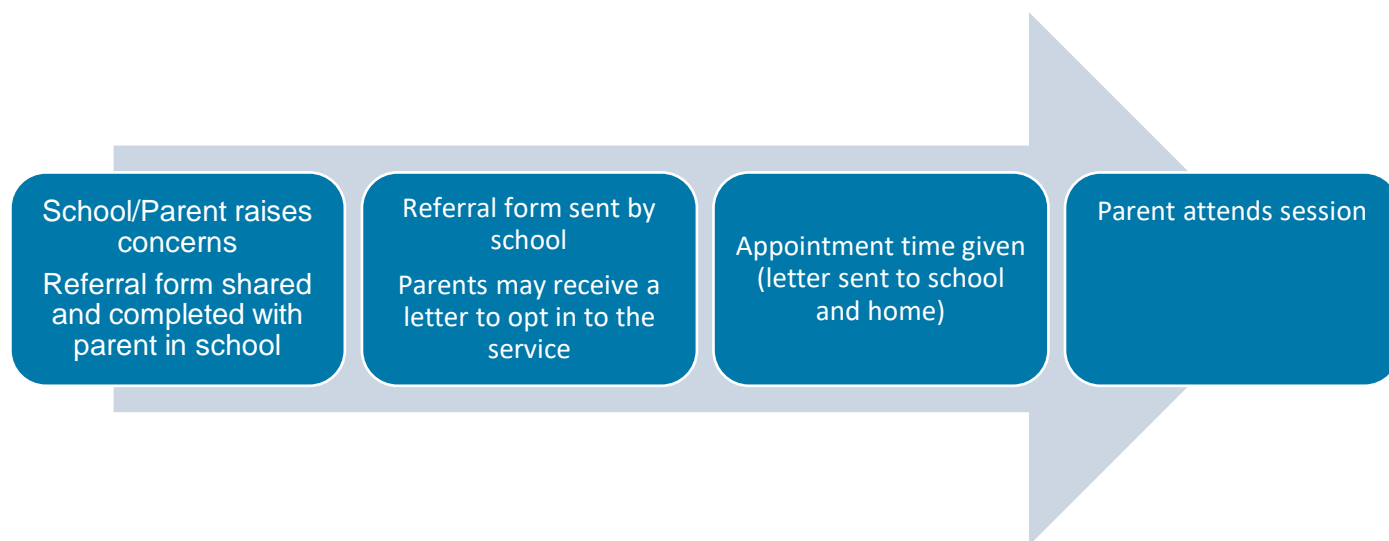 School/Parent raises
concerns
Referral form shared
and completed with
parent in school
Referral form sent by
school
Parents may receive a
letter to opt in to the
service
Appointment time given
(letter sent to school
and home)
Parent attends session